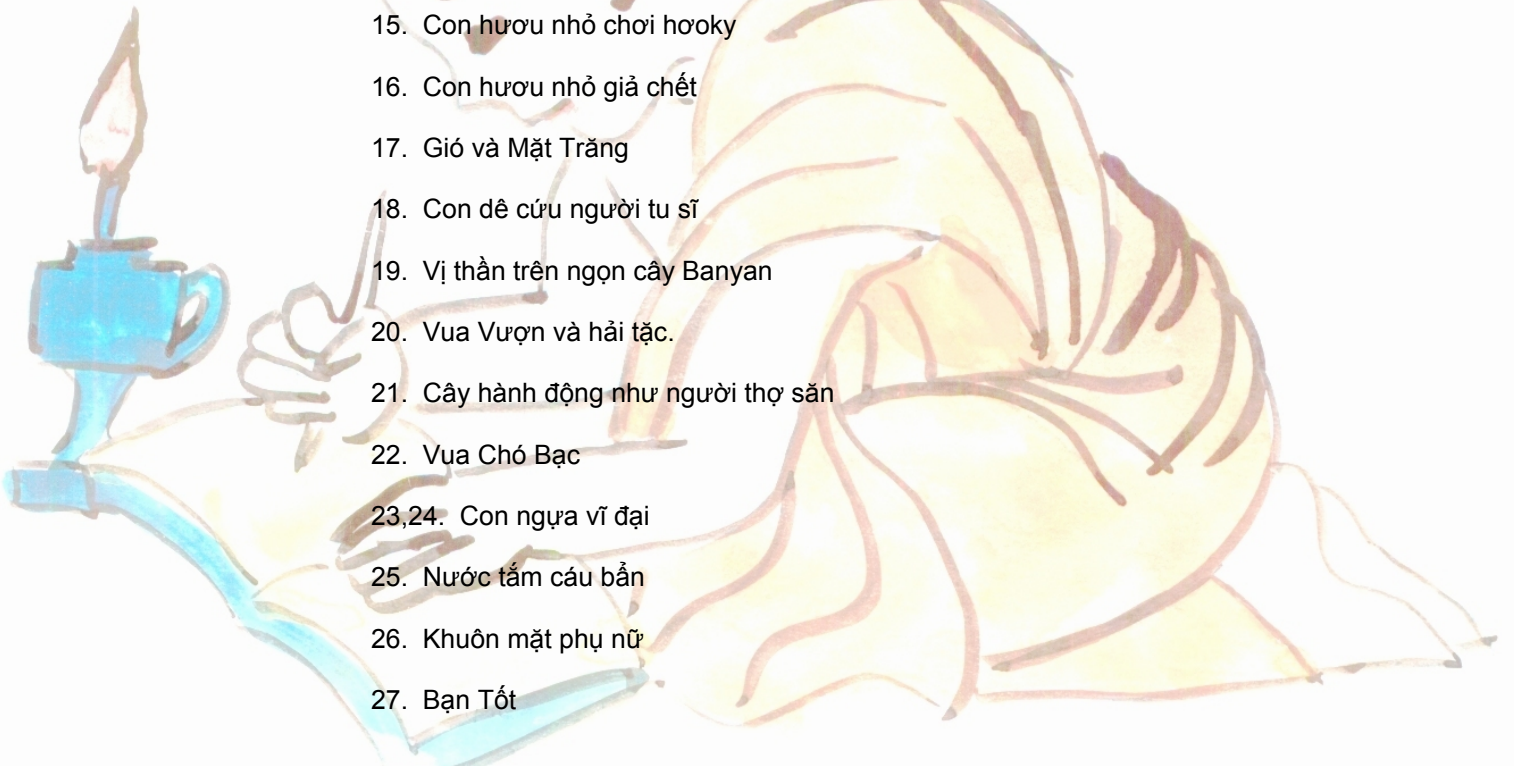 15. Con hươu nhỏ chơi hơoky
16. Con hươu nhỏ giả chết
17. Gió và Mặt Trăng
18. Con dê cứu người tu sĩ
19. Vị thần trên ngọn cây Banyan
20. Vua Vượn và hải tặc.
21. Cây hành động như người thợ săn
22. Vua Chó Bạc
23,24. Con ngựa vĩ đại
25. Nước tắm cáu bẩn
26. Khuôn mặt phụ nữ
27. Bạn Tốt